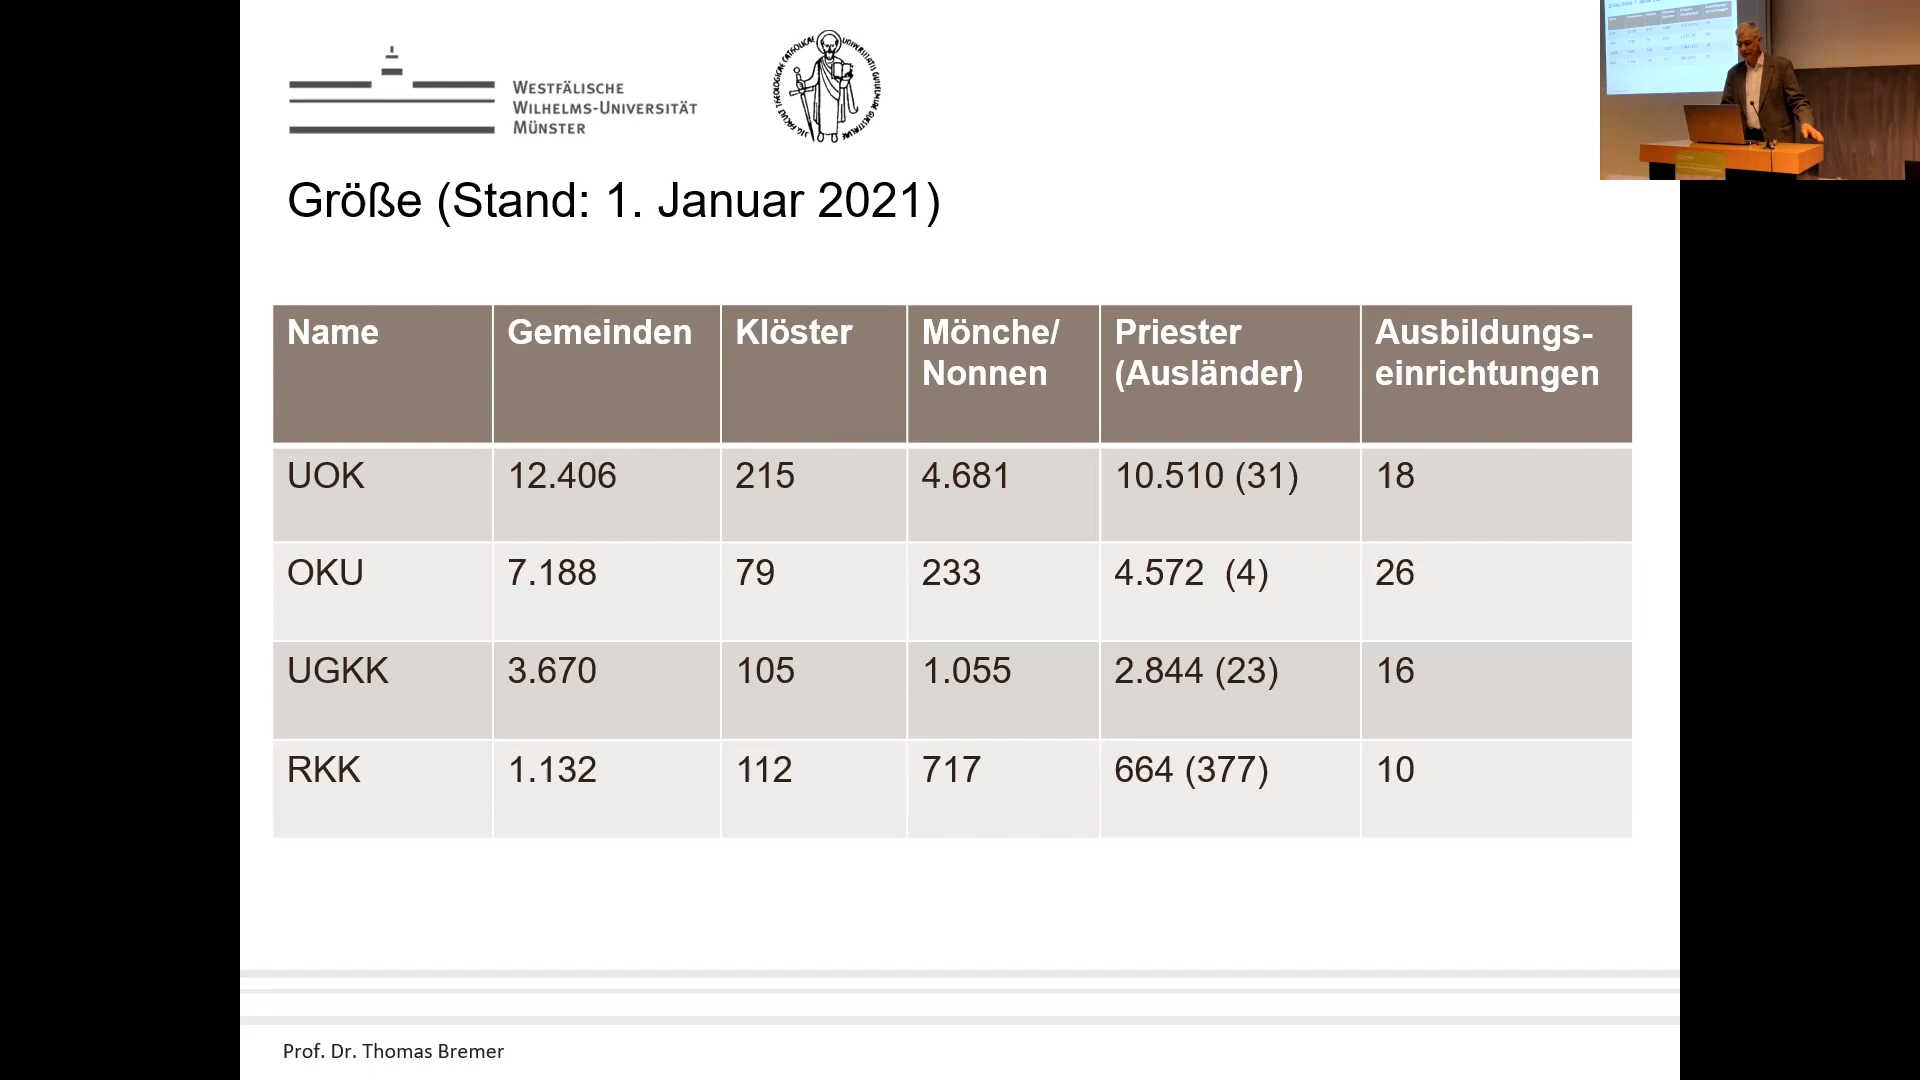 WESTFÄLISCHE
WILHELMS-UNIVERSITÄT
MÜNSTER
Größe (Stand: 1. Januar 2021)
Name Gemeinden Klöster Mönche/ Nonnen Priester (Ausländer) Ausbildungs- einrichtungen
UOK 12.406 215 4.681 10.510 (31) 18
OKU 7.188 79 233 4.572 (4) 26
UGKK 3.670 105 1.055 2.844 (23) 16
RKK 1.132 112 717 664 (377) 10
Prof. Dr. Thomas Bremer